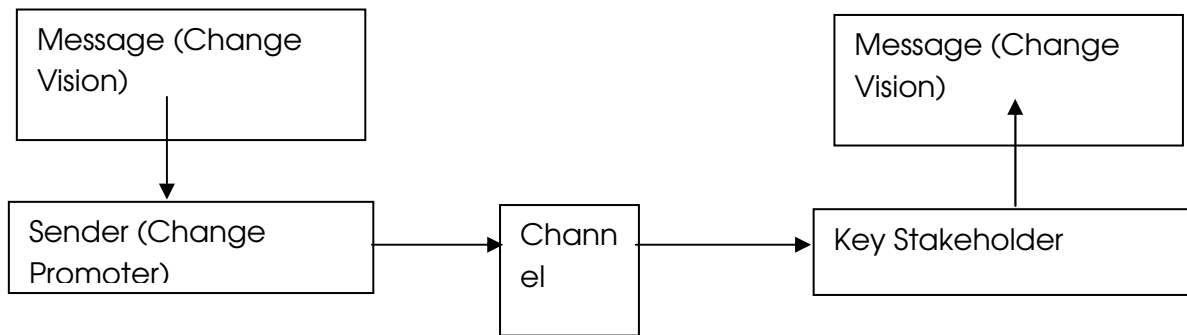 Message (Change
Vision)
Message (Change
Vision)
Sender (Change
Promoter)
Chann
el
Key Stakeholder